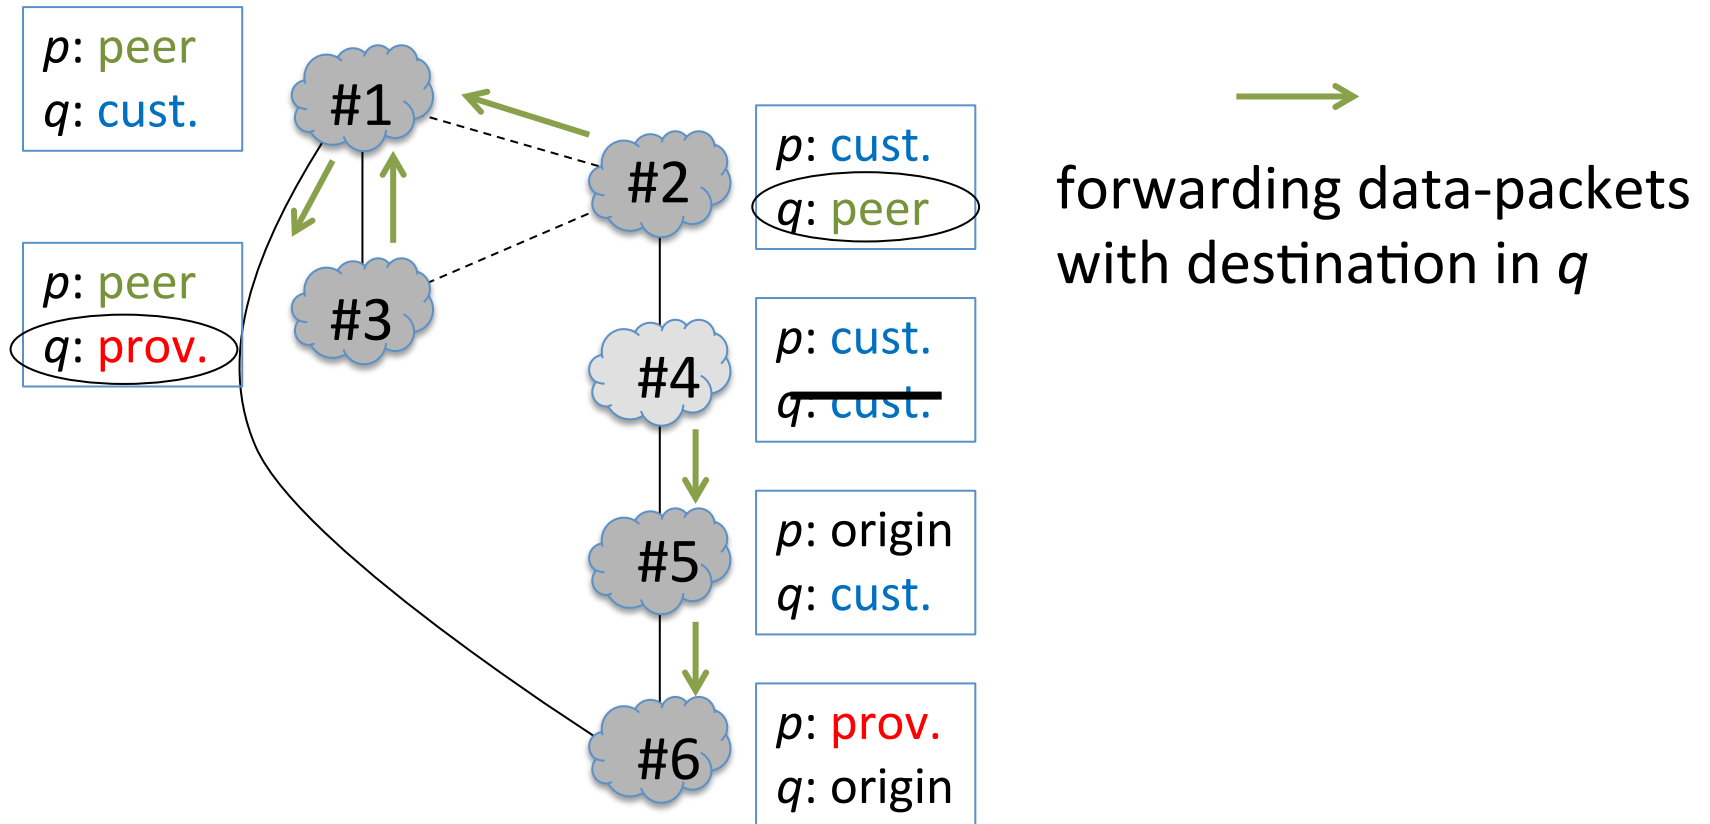 p: peer
q: cust.
#1
#2
p: cust.
q: peer
forwarding data-packets
with destination in q
p: peer
q: prov.
#3
#4
p: cust.
q: cust.
#5
p: origin
q: cust.
#6
p: prov.
q: origin